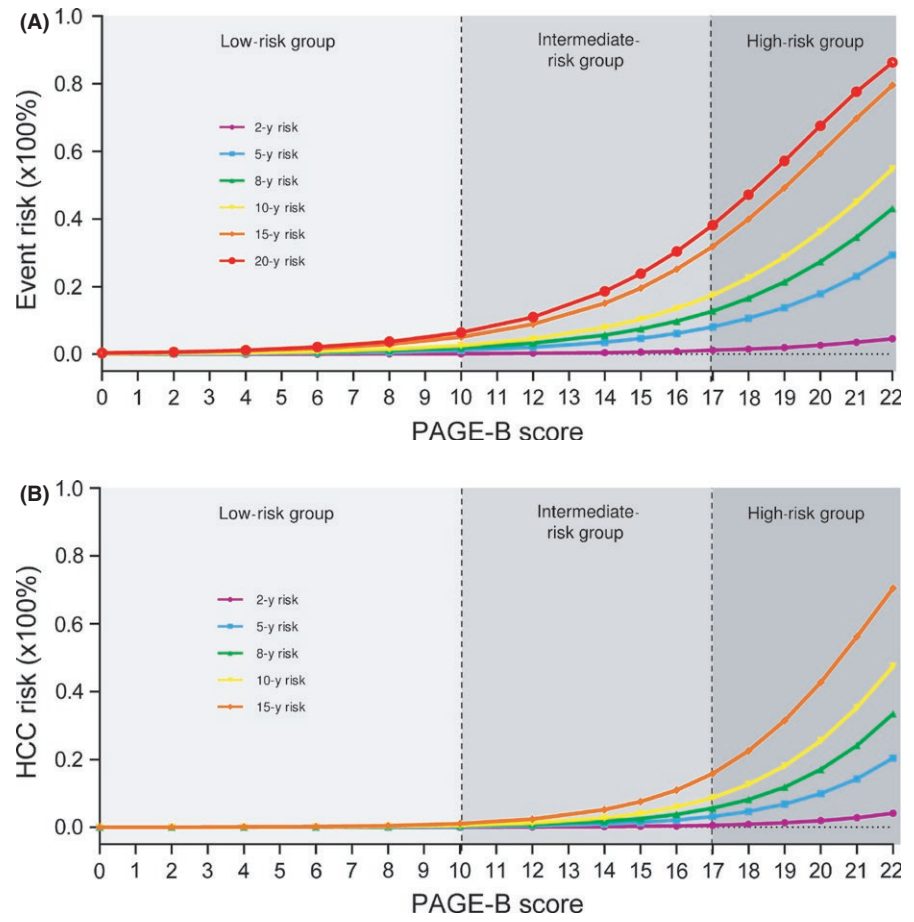 (A)
Event risk (x100%)
1.0
0.8
0.6
0.4
0.2
0.0
Low-risk group
Intermediate-
risk group
High-risk group
2-y risk
5-y risk
8-y risk
10-y risk
15-y risk
20-y risk
0 1 2 3 4 5 6 7 8 9 10 11 12 13 14 15 16 17 18 19 20 21 22
PAGE-B score
(B)
HCC risk (x100%)
1.0
0.8
0.6
0.4
0.2
0.0
Low-risk group
Intermediate-
risk group
High-risk group
2-y risk
5-y risk
8-y risk
10-y risk
15-y risk
0 1 2 3 4 5 6 7 8 9 10 11 12 13 14 15 16 17 18 19 20 21 22
PAGE-B score